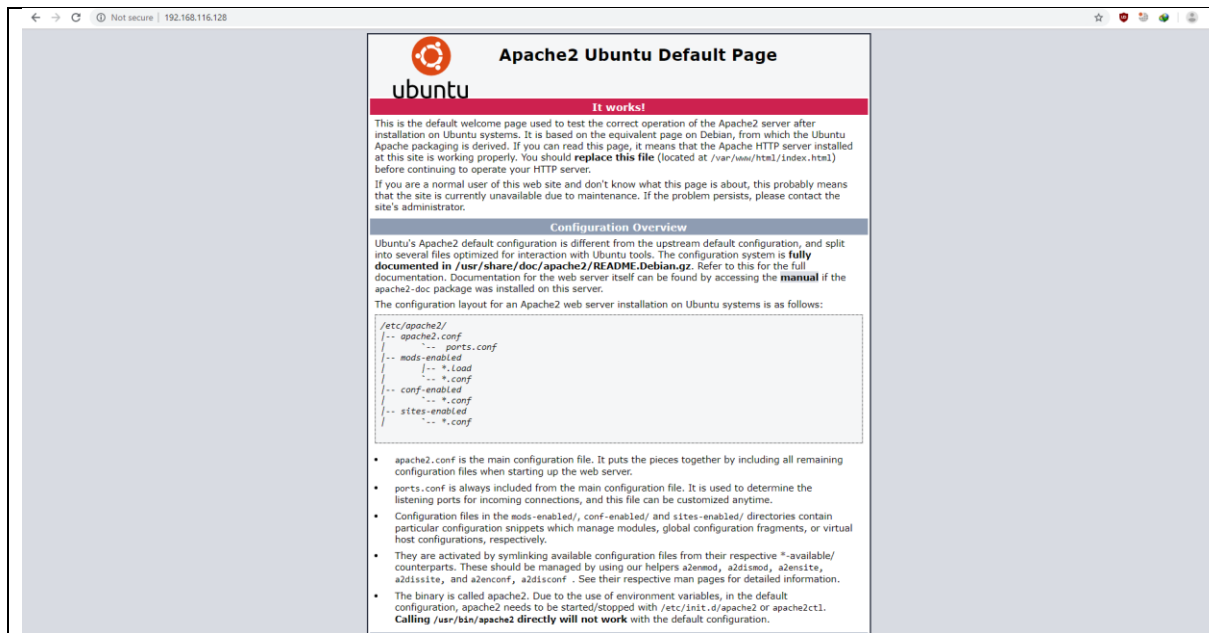 Not secure | 192.168.116.128
ubuntu
Apache2 Ubuntu Default Page
It works!
This is the default welcome page used to test the correct operation of the Apache2 server after
installation on Ubuntu systems. It is based on the equivalent page on Debian, from which the Ubuntu
Apache packaging is derived. If you can read this page, it means that the Apache HTTP server installed
at this site is working properly. You should replace this file (located at /var/www/html/index.html)
before continuing to operate your HTTP server.
If you are a normal user of this web site and don't know what this page is about, this probably means
that the site is currently unavailable due to maintenance. If the problem persists, please contact the
site's administrator.
Configuration Overview
Ubuntu's Apache2 default configuration is different from the upstream default configuration, and split
into several files optimized for interaction with Ubuntu tools. The configuration system is fully
documented in /usr/share/doc/apache2/README.Debian.gz. Refer to this for the full
documentation. Documentation for the web server itself can be found by accessing the manual if the
apache2-doc package was installed on this server.
The configuration layout for an Apache2 web server installation on Ubuntu systems is as follows:
/etc/apache2/
|-- apache2.conf
|       `--  ports.conf
|-- mods-enabled
|       |-- *.load
|       `-- *.conf
|-- conf-enabled
|       `-- *.conf
|-- sites-enabled
|       `-- *.conf
• apache2.conf is the main configuration file. It puts the pieces together by including all remaining
configuration files when starting up the web server.
• ports.conf is always included from the main configuration file. It is used to determine the
listening ports for incoming connections, and this file can be customized anytime.
• Configuration files in the mods-enabled/, conf-enabled/ and sites-enabled/ directories contain
particular configuration snippets which manage modules, global configuration fragments, or virtual
host configurations, respectively.
• They are activated by symlinking available configuration files from their respective *-available/
counterparts. These should be managed by using our helpers a2enmod, a2dismod, a2ensite,
a2dissite, and a2enconf, a2disconf . See their respective man pages for detailed information.
• The binary is called apache2. Due to the use of environment variables, in the default
configuration, apache2 needs to be started/stopped with /etc/init.d/apache2 or apache2ctl.
Calling /usr/bin/apache2 directly will not work with the default configuration.